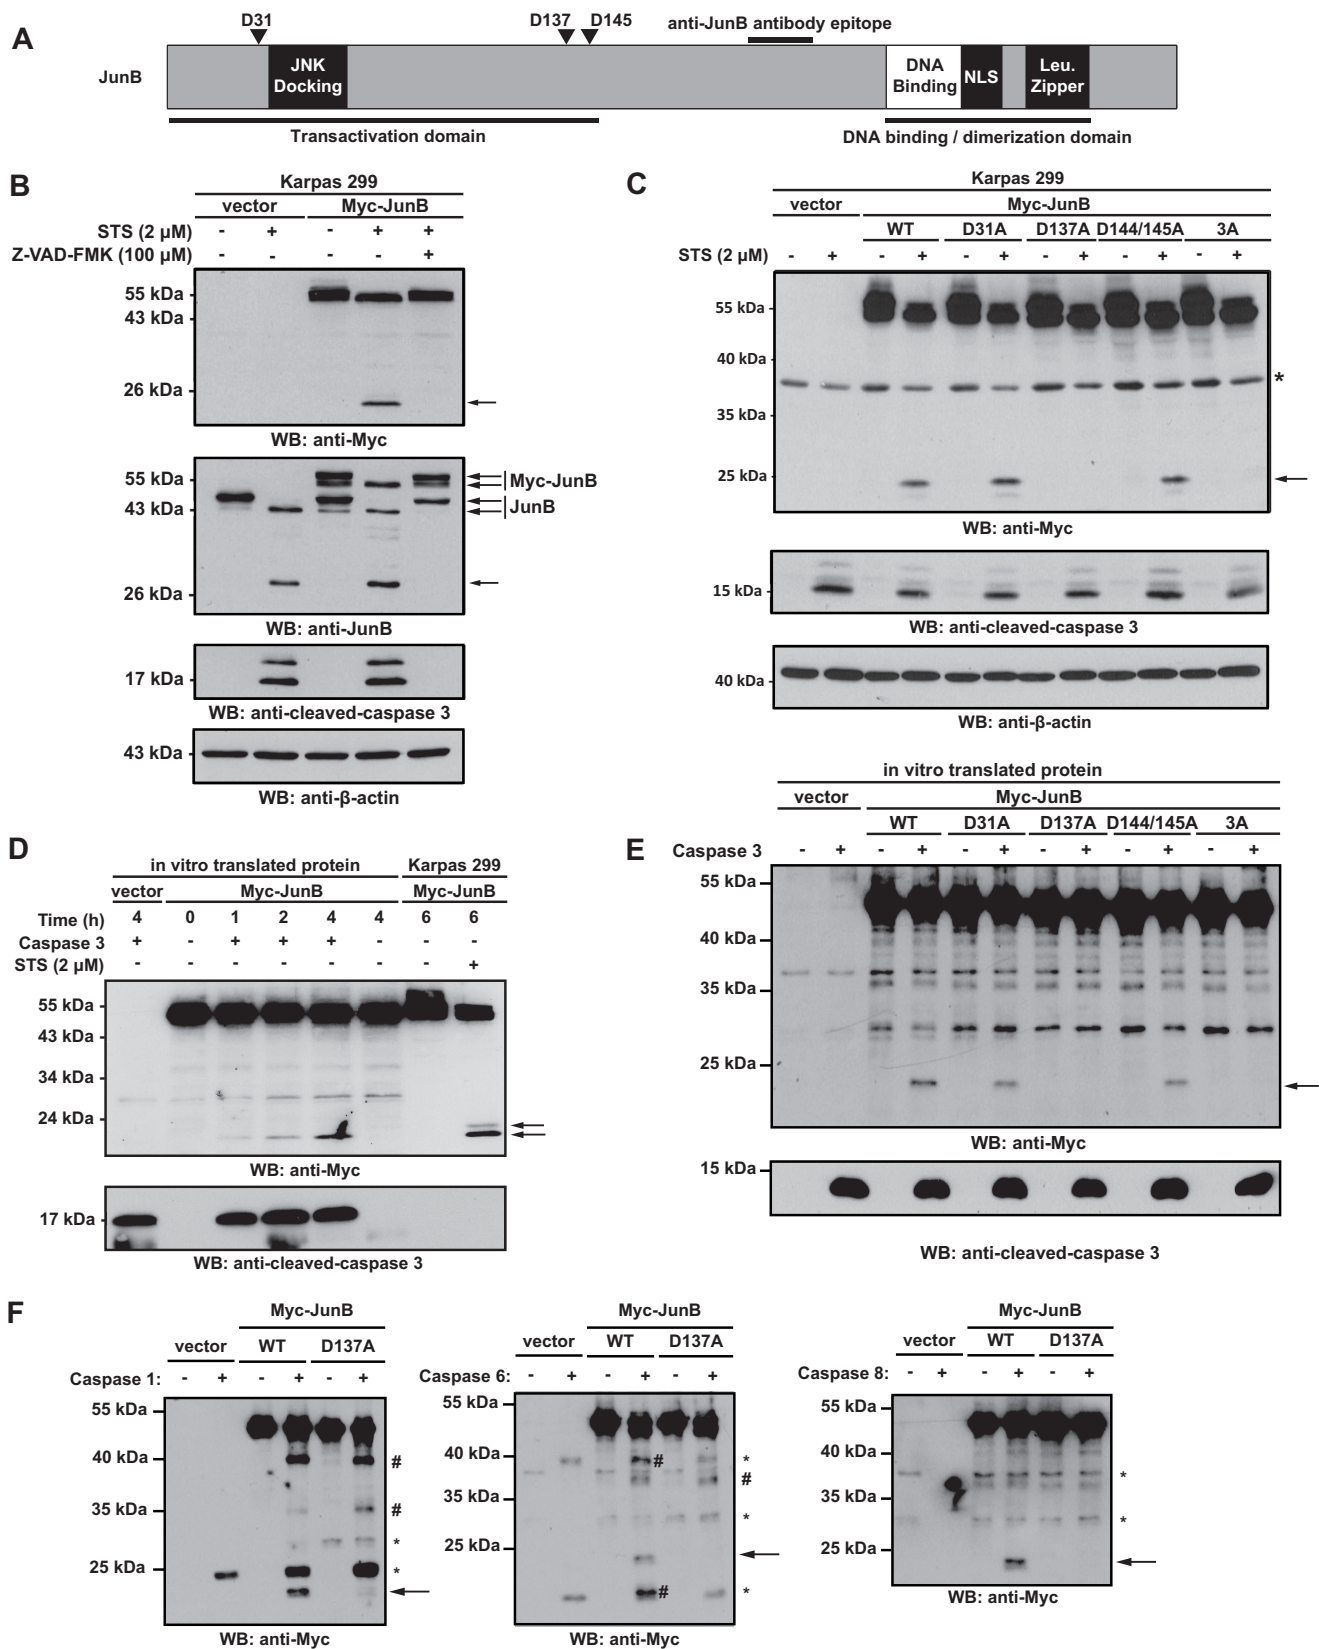 A
D31
D137
D145
anti-JunB antibody epitope
JunB
JNK Docking
DNA Binding
NLS
Leu. Zipper
Transactivation domain
DNA binding / dimerization domain
B
Karpas 299
vector
Myc-JunB
STS (2 µM)
- + - + +
Z-VAD-FMK (100 µM)
- - - - +
55 kDa
43 kDa
26 kDa
WB: anti-Myc
55 kDa
43 kDa
26 kDa
Myc-JunB
JunB
WB: anti-JunB
17 kDa
WB: anti-cleaved-caspase 3
43 kDa
WB: anti-β-actin
C
Karpas 299
vector
Myc-JunB
WT D31A D137A D144/145A 3A
STS (2 µM)
- + - + - + - + - + - +
55 kDa
40 kDa
*
35 kDa
25 kDa
WB: anti-Myc
15 kDa
WB: anti-cleaved-caspase 3
40 kDa
WB: anti-β-actin
D
in vitro translated protein
Karpas 299
vector
Myc-JunB
Myc-JunB
Time (h) 4 0 1 2 4 4 6 6
Caspase 3 + - + + + - - -
STS (2 µM) - - - - - - - +
55 kDa
43 kDa
34 kDa
24 kDa
WB: anti-Myc
17 kDa
WB: anti-cleaved-caspase 3
E
in vitro translated protein
vector
Myc-JunB
WT D31A D137A D144/145A 3A
Caspase 3
- + - + - + - + - + - +
55 kDa
40 kDa
35 kDa
25 kDa
WB: anti-Myc
15 kDa
WB: anti-cleaved-caspase 3
F
Myc-JunB
vector WT D137A
Caspase 1: - + - + - +
55 kDa
40 kDa
#
35 kDa
#
*
25 kDa
*
WB: anti-Myc
Myc-JunB
vector WT D137A
Caspase 6: - + - + - +
55 kDa
40 kDa
# *
#
35 kDa
*
25 kDa
# *
WB: anti-Myc
Myc-JunB
vector WT D137A
Caspase 8: - + - + - +
55 kDa
40 kDa
*
35 kDa
*
25 kDa
WB: anti-Myc